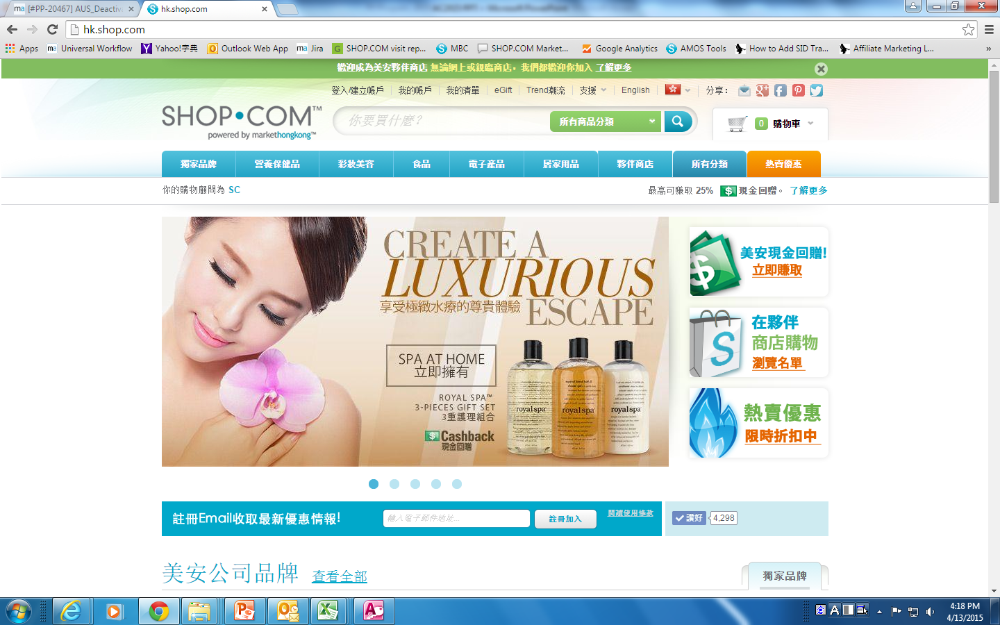 [#PP-20467] AUS_Deactiv
hk.shop.com
hk.shop.com
Apps
Universal Workflow
Yahoo!字典
Outlook Web App
Jira
SHOP.COM visit rep...
MBC
SHOP.COM Market...
Google Analytics
AMOS Tools
How to Add SID Tra...
Affiliate Marketing L...
歡迎成為美安夥伴商店 無論網上或親臨商店，我們都歡迎你加入 了解更多
登入/建立帳戶
我的帳戶
我的清單
eGift
Trend潮流
支援
English
分享：
SHOP•COM™
powered by markethongkong™
你要買什麼？
所有商品分類
0 購物車
獨家品牌
營養保健品
彩妝美容
食品
電子產品
居家用品
夥伴商店
所有分類
熱賣優惠
你的購物顧問為 SC
最高可賺取 25% 現金回贈。 了解更多
CREATE A
LUXURIOUS
享受極緻水療的尊貴體驗
ESCAPE
SPA AT HOME
立即擁有
ROYAL SPA™
3-PIECES GIFT SET
3重護理組合
Cashback
現金回贈
royal spa
royal spa
royal spa
美安現金回贈!
立即賺取
在夥伴
商店購物
瀏覽名單
熱賣優惠
限時折扣中
註冊Email收取最新優惠情報!
輸入電子郵件地址...
註冊加入
閱讀使用條款
讚好
4,298
美安公司品牌
查看全部
獨家品牌
4:18 PM
4/13/2015